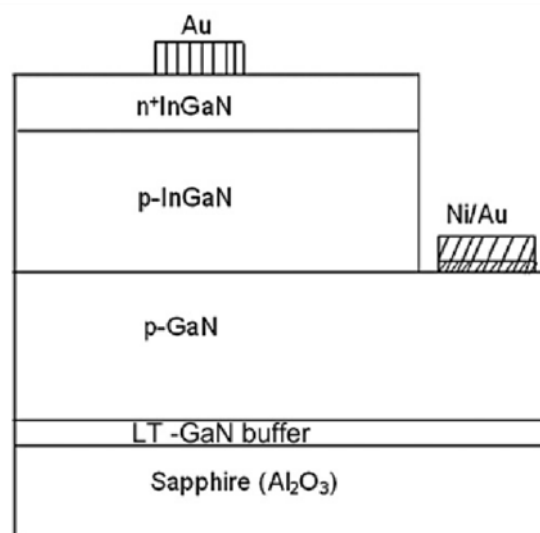 Au
n⁺InGaN
p-InGaN
Ni/Au
p-GaN
LT -GaN buffer
Sapphire (Al₂O₃)